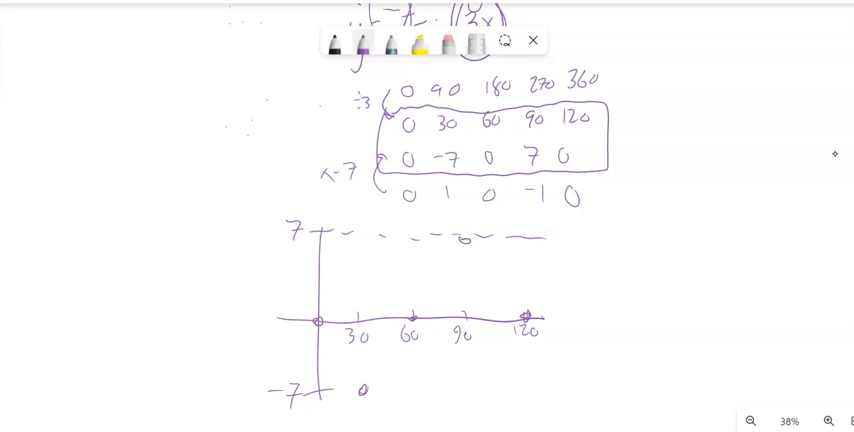 0 90 180 270 360
÷3
0 30 60 90 120
0 -7 0 7 0
x-7
0 1 0 -1 0
7
30 60 90 120
-7
38%